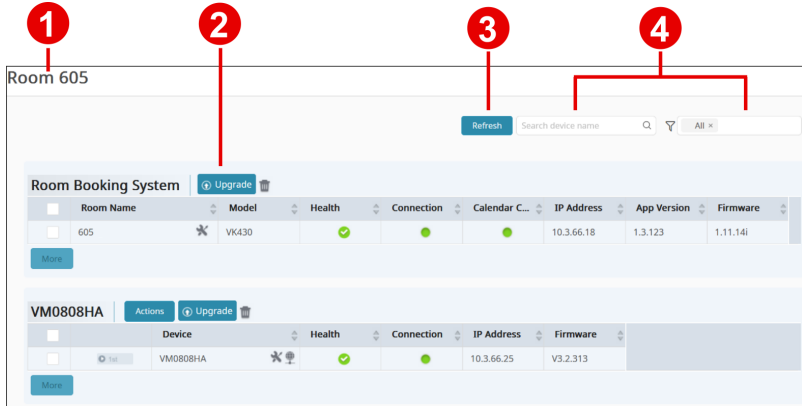 1 2 3 4
Room 605
Refresh Search device name All ×
Room Booking System Upgrade
Room Name Model Health Connection Calendar C... IP Address App Version Firmware
605 VK430 10.3.66.18 1.3.123 1.11.14i
More
VM0808HA Actions Upgrade
Device Health Connection IP Address Firmware
VM0808HA 10.3.66.25 V3.2.313
More